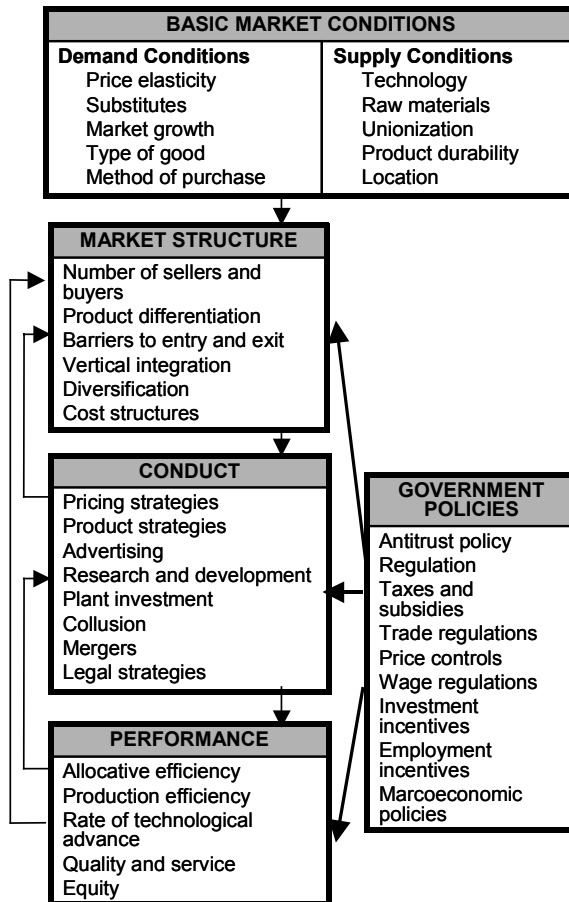 BASIC MARKET CONDITIONS
Demand Conditions
Price elasticity
Substitutes
Market growth
Type of good
Method of purchase
Supply Conditions
Technology
Raw materials
Unionization
Product durability
Location
MARKET STRUCTURE
Number of sellers and
buyers
Product differentiation
Barriers to entry and exit
Vertical integration
Diversification
Cost structures
CONDUCT
Pricing strategies
Product strategies
Advertising
Research and development
Plant investment
Collusion
Mergers
Legal strategies
GOVERNMENT
POLICIES
Antitrust policy
Regulation
Taxes and
subsidies
Trade regulations
Price controls
Wage regulations
Investment
incentives
Employment
incentives
Marcoeconomic
policies
PERFORMANCE
Allocative efficiency
Production efficiency
Rate of technological
advance
Quality and service
Equity